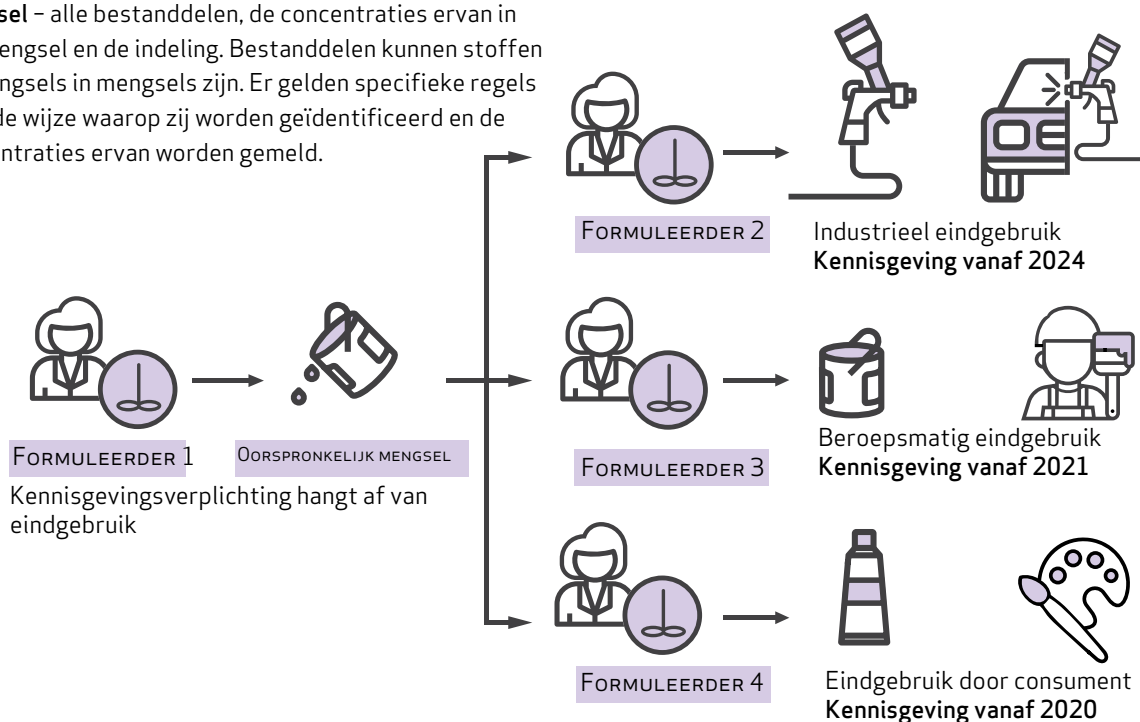 sel – alle bestanddelen, de concentraties ervan in
engsel en de indeling. Bestanddelen kunnen stoffen
ngsels in mengsels zijn. Er gelden specifieke regels
de wijze waarop zij worden geïdentificeerd en de
entraties ervan worden gemeld.
FORMULEERDER 2
Industrieel eindgebruik
Kennisgeving vanaf 2024
FORMULEERDER 1
OORSPRONKELIJK MENGSEL
Kennisgevingsverplichting hangt af van
eindgebruik
FORMULEERDER 3
Beroepsmatig eindgebruik
Kennisgeving vanaf 2021
FORMULEERDER 4
Eindgebruik door consument
Kennisgeving vanaf 2020